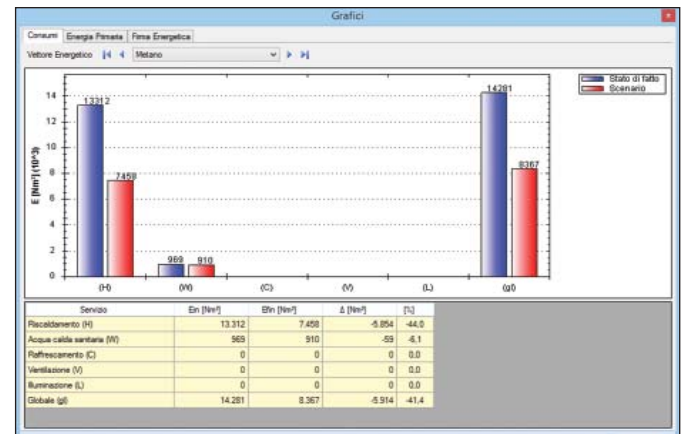 Grafici
Consumi Energia Primaria Firma Energetica
Vettore Energetico Metano
Stato di fatto
Scenario
E [Nm³] (10^3)
14
12
10
8
6
4
2
0
13312
7458
969
910
14281
8367
(H) (W) (C) (V) (L) (gl)
Servizio Ein [Nm³] Efin [Nm³] Δ [Nm³] [%]
Riscaldamento (H) 13.312 7.458 -5.854 -44,0
Acqua calda sanitaria (W) 969 910 -59 -6,1
Raffrescamento (C) 0 0 0 0,0
Ventilazione (V) 0 0 0 0,0
Illuminazione (L) 0 0 0 0,0
Globale (gl) 14.281 8.367 -5.914 -41,4